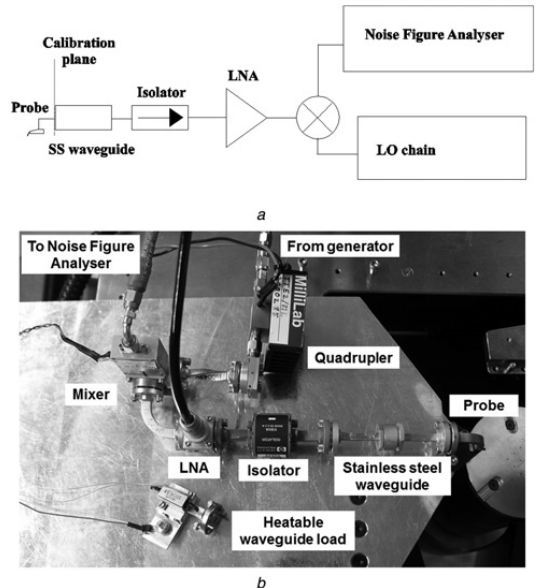 Calibration
plane
Noise Figure Analyser
LNA
Isolator
Probe
SS waveguide
LO chain
a
To Noise Figure
Analyser
From generator
MilliLab
Quadrupler
Mixer
Probe
LNA
Isolator
Stainless steel
waveguide
Heatable
waveguide load
b